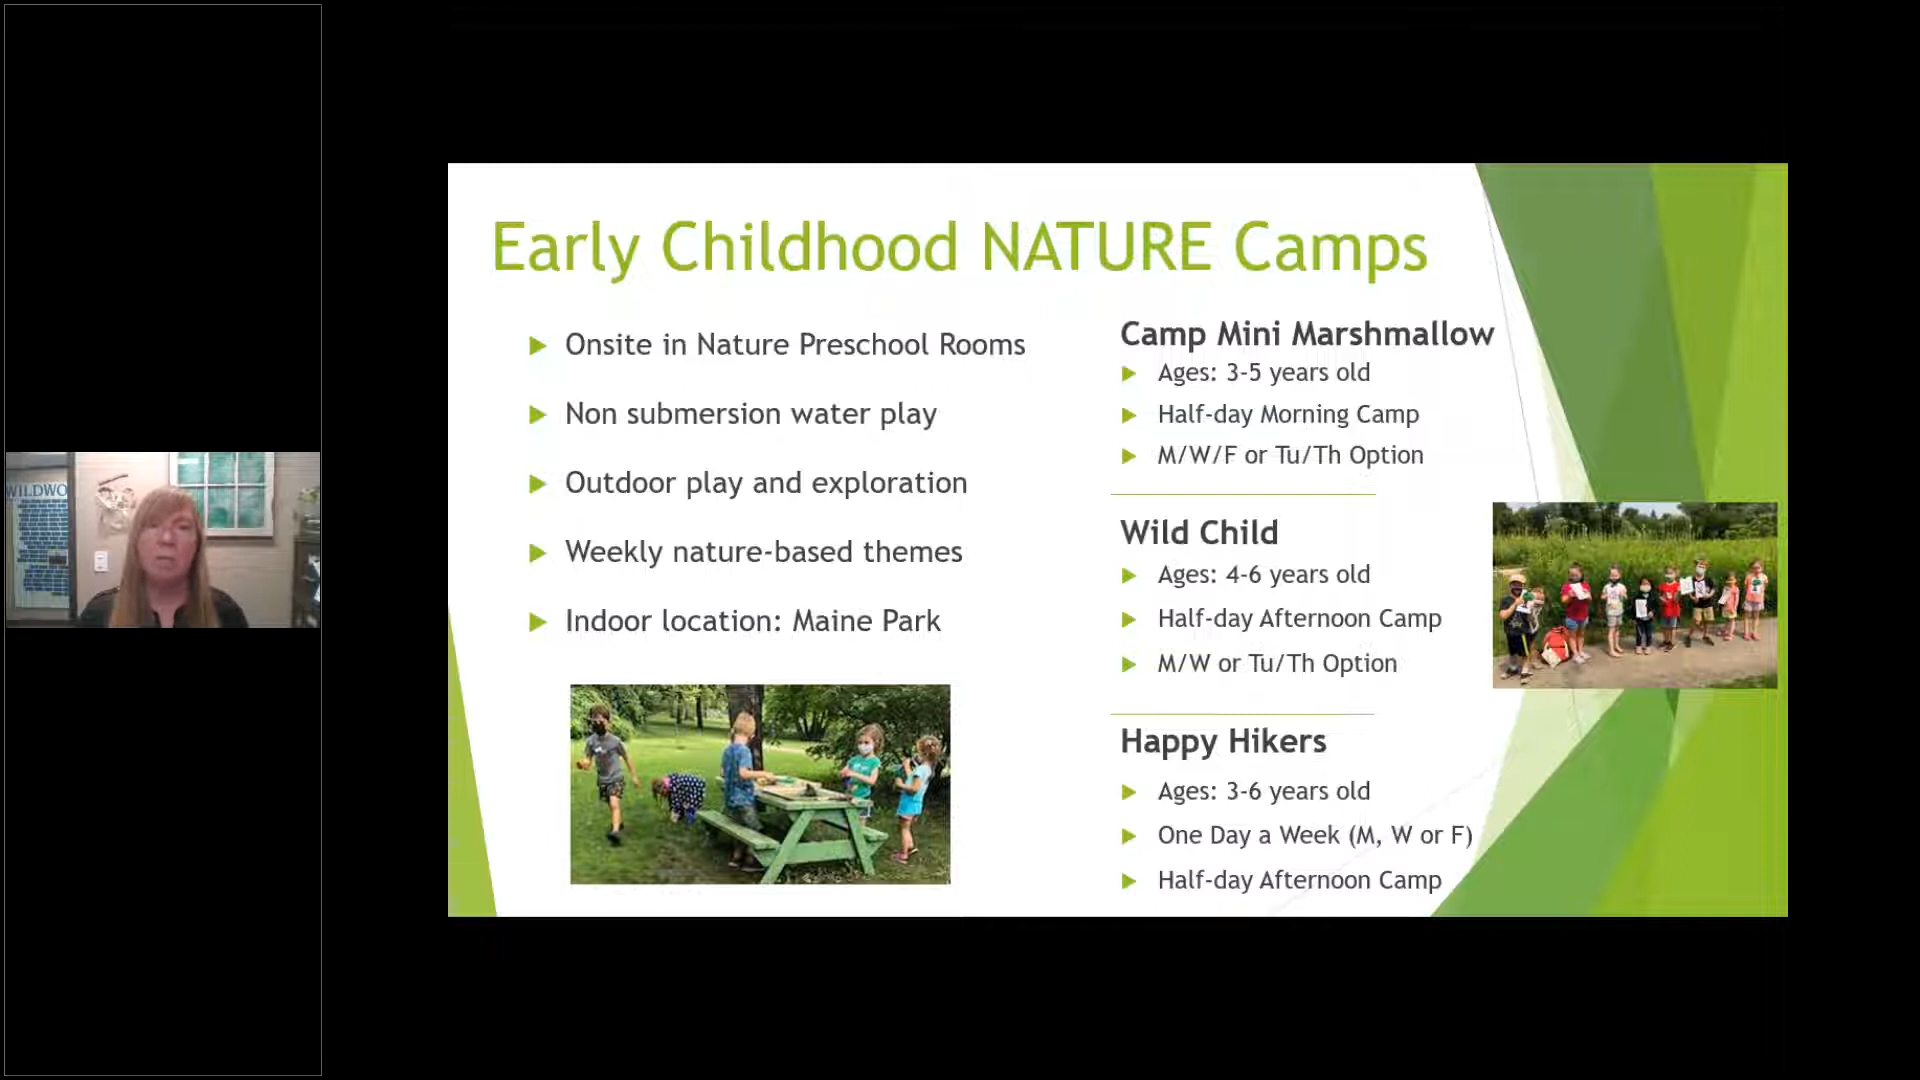 WILDWO
Early Childhood NATURE Camps
Onsite in Nature Preschool Rooms
Non submersion water play
Outdoor play and exploration
Weekly nature-based themes
Indoor location: Maine Park
Camp Mini Marshmallow
Ages: 3-5 years old
Half-day Morning Camp
M/W/F or Tu/Th Option
Wild Child
Ages: 4-6 years old
Half-day Afternoon Camp
M/W or Tu/Th Option
Happy Hikers
Ages: 3-6 years old
One Day a Week (M, W or F)
Half-day Afternoon Camp